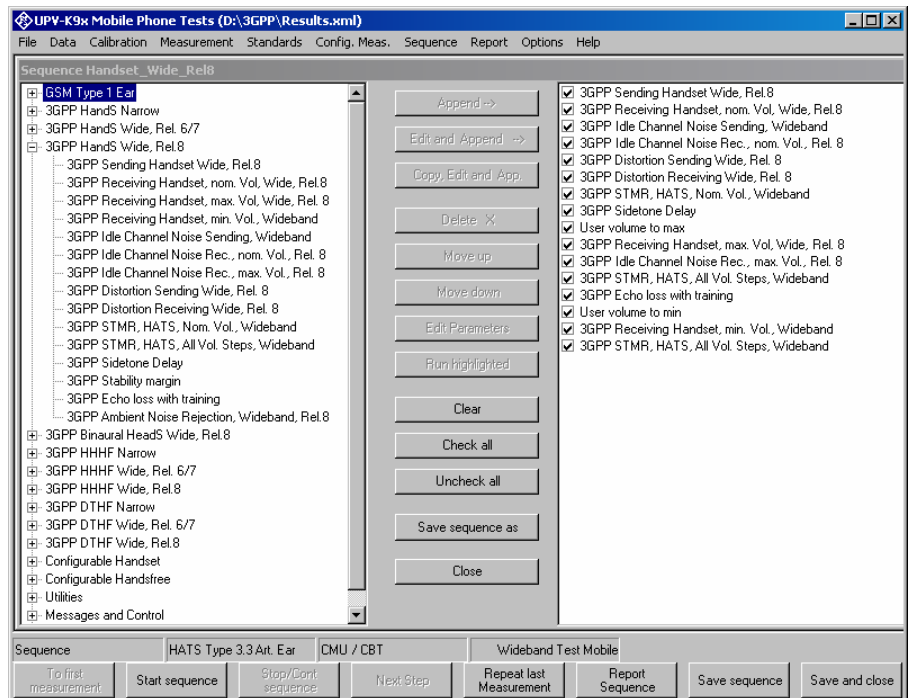 UPV-K9x Mobile Phone Tests (D:\3GPP\Results.xml)
File Data Calibration Measurement Standards Config. Meas. Sequence Report Options Help
Sequence Handset_Wide_Rel8
GSM Type 1 Ear
3GPP HandS Narrow
3GPP HandS Wide, Rel. 6/7
3GPP HandS Wide, Rel.8
3GPP Sending Handset Wide, Rel.8
3GPP Receiving Handset, nom. Vol, Wide, Rel.8
3GPP Receiving Handset, max. Vol, Wide, Rel. 8
3GPP Receiving Handset, min. Vol., Wideband
3GPP Idle Channel Noise Sending, Wideband
3GPP Idle Channel Noise Rec., nom. Vol., Rel. 8
3GPP Idle Channel Noise Rec., max. Vol., Rel. 8
3GPP Distortion Sending Wide, Rel. 8
3GPP Distortion Receiving Wide, Rel. 8
3GPP STMR, HATS, Nom. Vol., Wideband
3GPP STMR, HATS, All Vol. Steps, Wideband
3GPP Sidetone Delay
3GPP Stability margin
3GPP Echo loss with training
3GPP Ambient Noise Rejection, Wideband, Rel.8
3GPP Binaural HeadS Wide, Rel.8
3GPP HHHF Narrow
3GPP HHHF Wide, Rel. 6/7
3GPP HHHF Wide, Rel.8
3GPP DTHF Narrow
3GPP DTHF Wide, Rel. 6/7
3GPP DTHF Wide, Rel.8
Configurable Handset
Configurable Handsfree
Utilities
Messages and Control
Append -->
Edit and Append -->
Copy, Edit and App.
Delete X
Move up
Move down
Edit Parameters
Run highlighted
Clear
Check all
Uncheck all
Save sequence as
Close
3GPP Sending Handset Wide, Rel.8
3GPP Receiving Handset, nom. Vol, Wide, Rel.8
3GPP Idle Channel Noise Sending, Wideband
3GPP Idle Channel Noise Rec., nom. Vol., Rel. 8
3GPP Distortion Sending Wide, Rel. 8
3GPP Distortion Receiving Wide, Rel. 8
3GPP STMR, HATS, Nom. Vol., Wideband
3GPP Sidetone Delay
User volume to max
3GPP Receiving Handset, max. Vol, Wide, Rel. 8
3GPP Idle Channel Noise Rec., max. Vol., Rel. 8
3GPP STMR, HATS, All Vol. Steps, Wideband
3GPP Echo loss with training
User volume to min
3GPP Receiving Handset, min. Vol., Wideband
3GPP STMR, HATS, All Vol. Steps, Wideband
Sequence
HATS Type 3.3 Art. Ear
CMU / CBT
Wideband Test Mobile
To first
measurement
Start sequence
Stop/Cont
sequence
Next Step
Repeat last
Measurement
Report
Sequence
Save sequence
Save and close